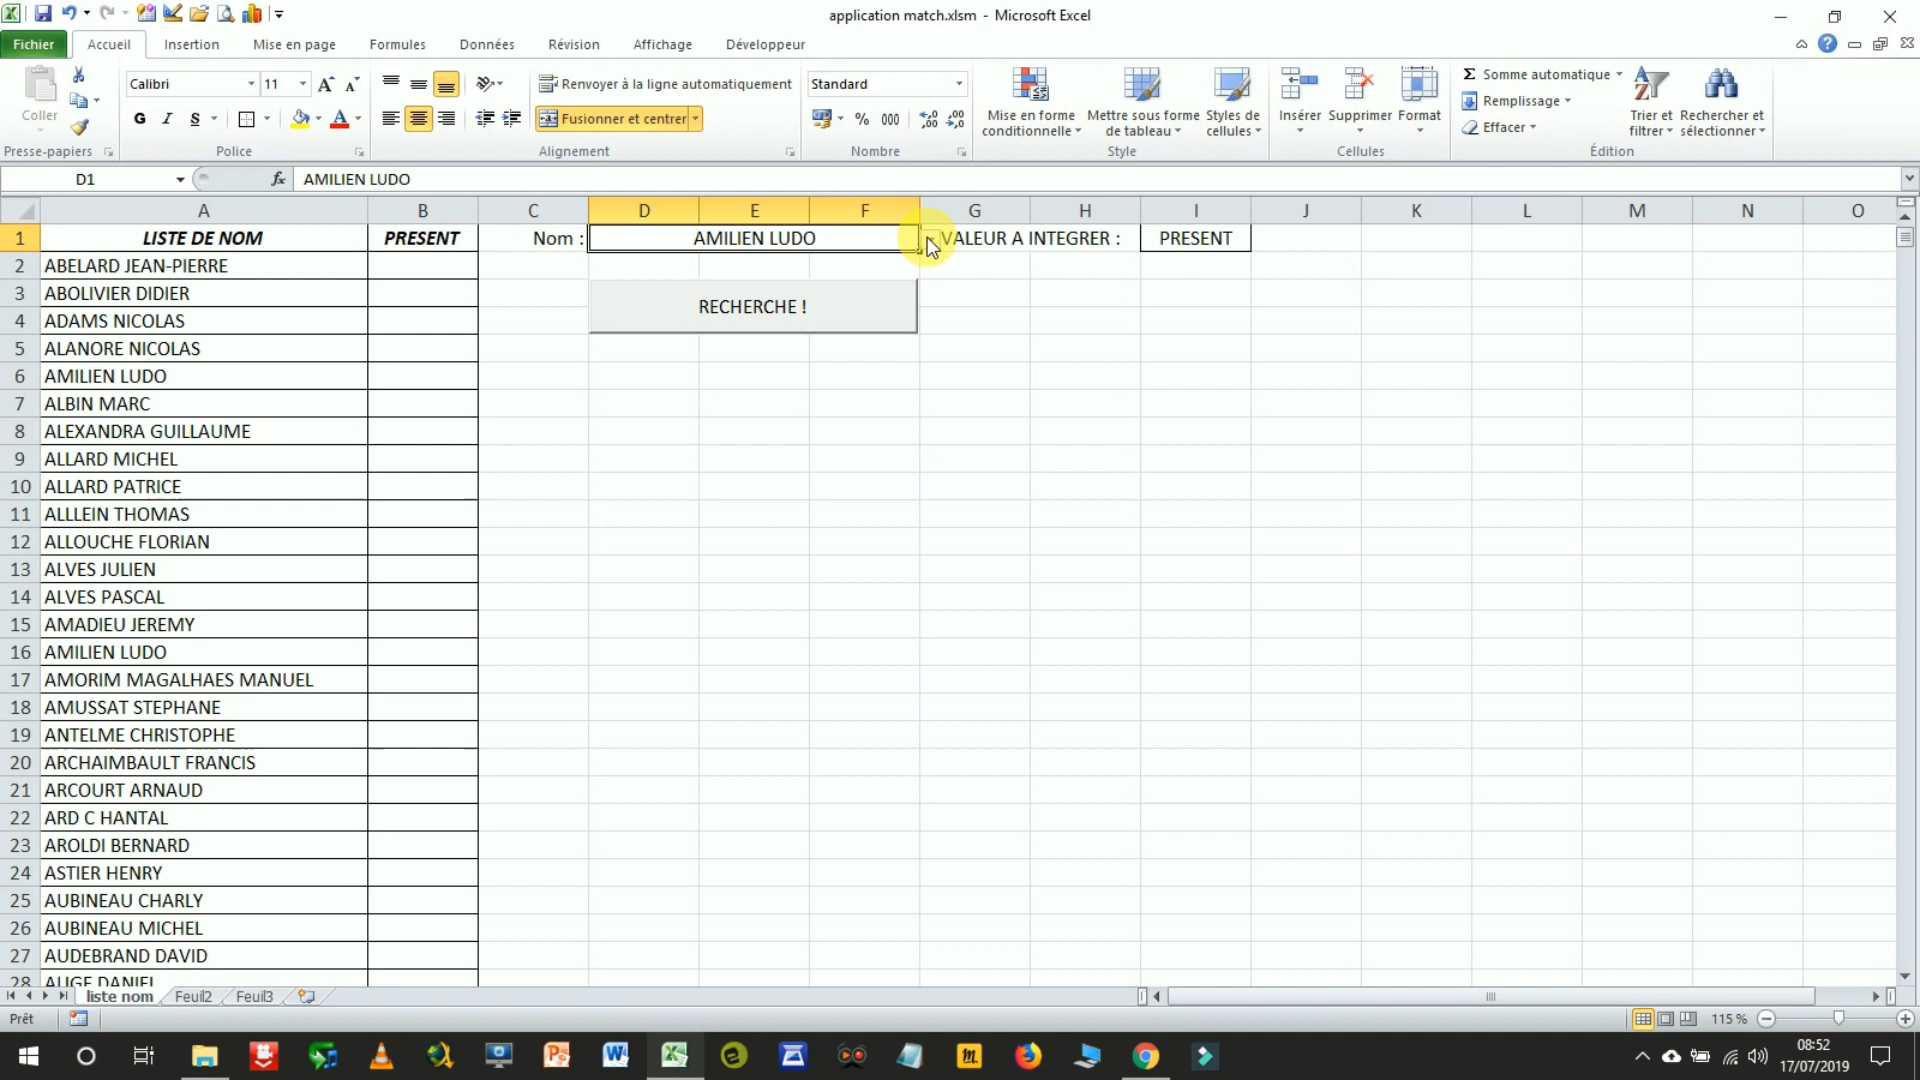 application match.xlsm - Microsoft Excel
Fichier Accueil Insertion Mise en page Formules Données Révision Affichage Développeur
Coller
Presse-papiers
Calibri 11
G I S
Police
Renvoyer à la ligne automatiquement
Fusionner et centrer
Alignement
Standard
% 000
Nombre
Mise en forme conditionnelle
Mettre sous forme de tableau
Styles de cellules
Style
Insérer Supprimer Format
Cellules
Somme automatique
Remplissage
Effacer
Trier et filtrer
Rechercher et sélectionner
Édition
D1 fx AMILIEN LUDO
A B C D E F G H I J K L M N O
1 LISTE DE NOM PRESENT Nom : AMILIEN LUDO VALEUR A INTEGRER : PRESENT
2 ABELARD JEAN-PIERRE
3 ABOLIVIER DIDIER
RECHERCHE !
4 ADAMS NICOLAS
5 ALANORE NICOLAS
6 AMILIEN LUDO
7 ALBIN MARC
8 ALEXANDRA GUILLAUME
9 ALLARD MICHEL
10 ALLARD PATRICE
11 ALLLEIN THOMAS
12 ALLOUCHE FLORIAN
13 ALVES JULIEN
14 ALVES PASCAL
15 AMADIEU JEREMY
16 AMILIEN LUDO
17 AMORIM MAGALHAES MANUEL
18 AMUSSAT STEPHANE
19 ANTELME CHRISTOPHE
20 ARCHAIMBAULT FRANCIS
21 ARCOURT ARNAUD
22 ARD C HANTAL
23 AROLDI BERNARD
24 ASTIER HENRY
25 AUBINEAU CHARLY
26 AUBINEAU MICHEL
27 AUDEBRAND DAVID
28 AUGE DANIEL
liste nom Feuil2 Feuil3
Prêt 115 %
08:52
17/07/2019